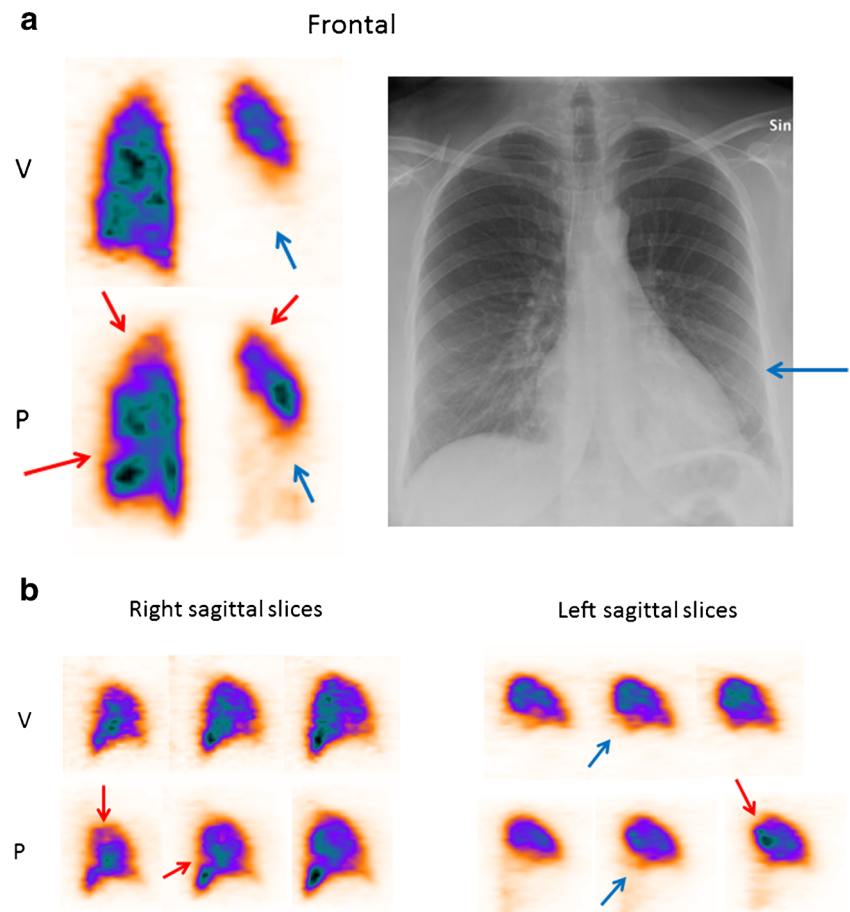 a
Frontal
V
Sin
P
b
Right sagittal slices
Left sagittal slices
V
P